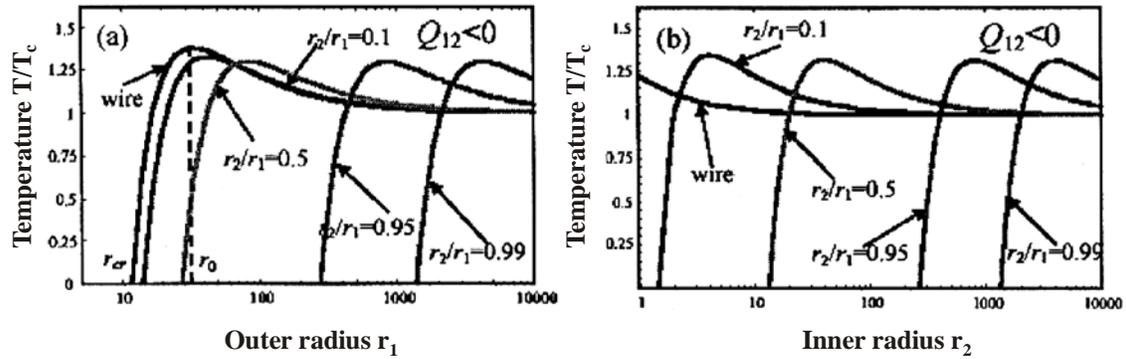 Temperature T/Tc
1.5
1.25
1
0.75
0.5
0.25
0
(a)
Q12<0
r2/r1=0.1
wire
r2/r1=0.5
r2/r1=0.95
r2/r1=0.99
rcr
r0
10
100
1000
10000
Outer radius r1
Temperature T/Tc
1.5
1.25
1
0.75
0.5
0.25
(b)
Q12<0
r2/r1=0.1
wire
r2/r1=0.5
r2/r1=0.95
r2/r1=0.99
1
10
100
1000
10000
Inner radius r2